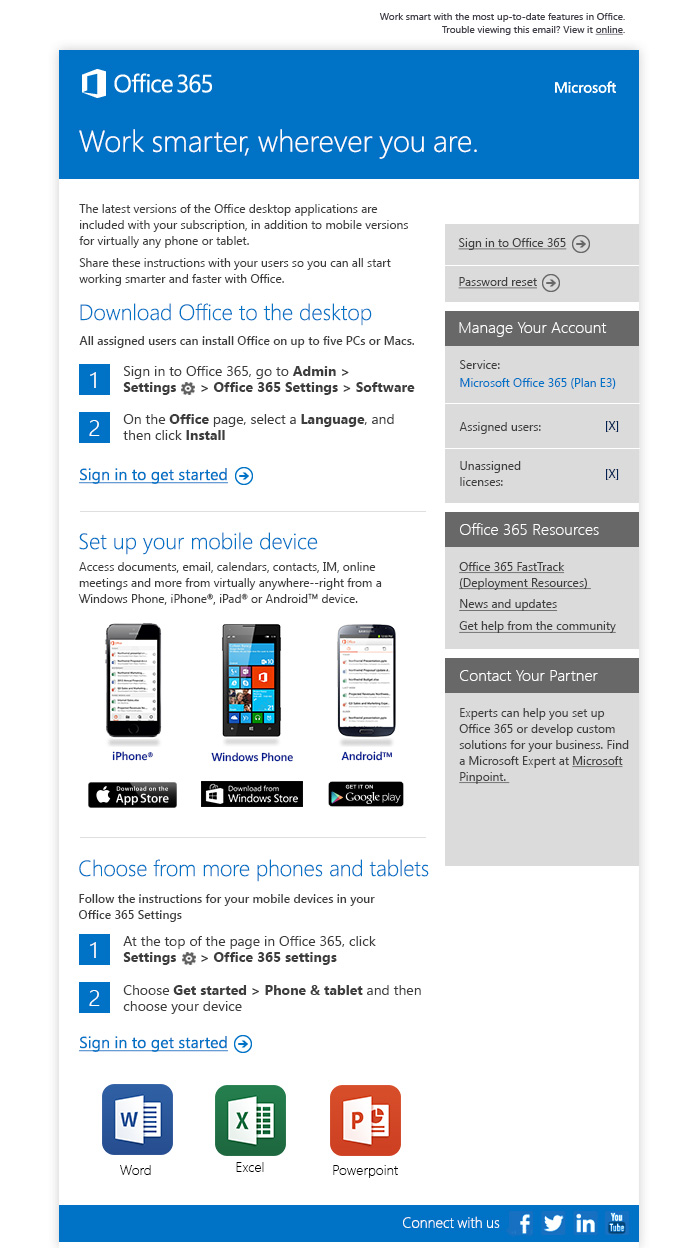 Work smart with the most up-to-date features in Office.
Trouble viewing this email? View it online.
Office 365
Microsoft
Work smarter, wherever you are.
The latest versions of the Office desktop applications are
included with your subscription, in addition to mobile versions
for virtually any phone or tablet.
Share these instructions with your users so you can all start
working smarter and faster with Office.
Download Office to the desktop
All assigned users can install Office on up to five PCs or Macs.
1
Sign in to Office 365, go to Admin >
Settings > Office 365 Settings > Software
2
On the Office page, select a Language, and
then click Install
Sign in to get started
Set up your mobile device
Access documents, email, calendars, contacts, IM, online
meetings and more from virtually anywhere--right from a
Windows Phone, iPhone®, iPad® or Android™ device.
iPhone®
Windows Phone
Android™
Download on the
App Store
Download from
Windows Store
GET IT ON
Google play
Choose from more phones and tablets
Follow the instructions for your mobile devices in your
Office 365 Settings
1
At the top of the page in Office 365, click
Settings > Office 365 settings
2
Choose Get started > Phone & tablet and then
choose your device
Sign in to get started
Word
Excel
Powerpoint
Sign in to Office 365
Password reset
Manage Your Account
Service:
Microsoft Office 365 (Plan E3)
Assigned users: [X]
Unassigned
licenses: [X]
Office 365 Resources
Office 365 FastTrack
(Deployment Resources)
News and updates
Get help from the community
Contact Your Partner
Experts can help you set up
Office 365 or develop custom
solutions for your business. Find
a Microsoft Expert at Microsoft
Pinpoint.
Connect with us
You
Tube